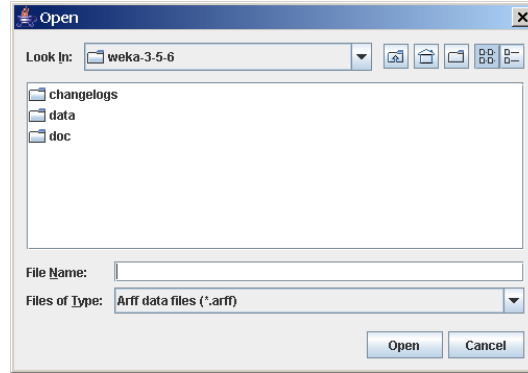 Open
Look In: weka-3-5-6
changelogs
data
doc
File Name:
Files of Type: Arff data files (*.arff)
Open Cancel